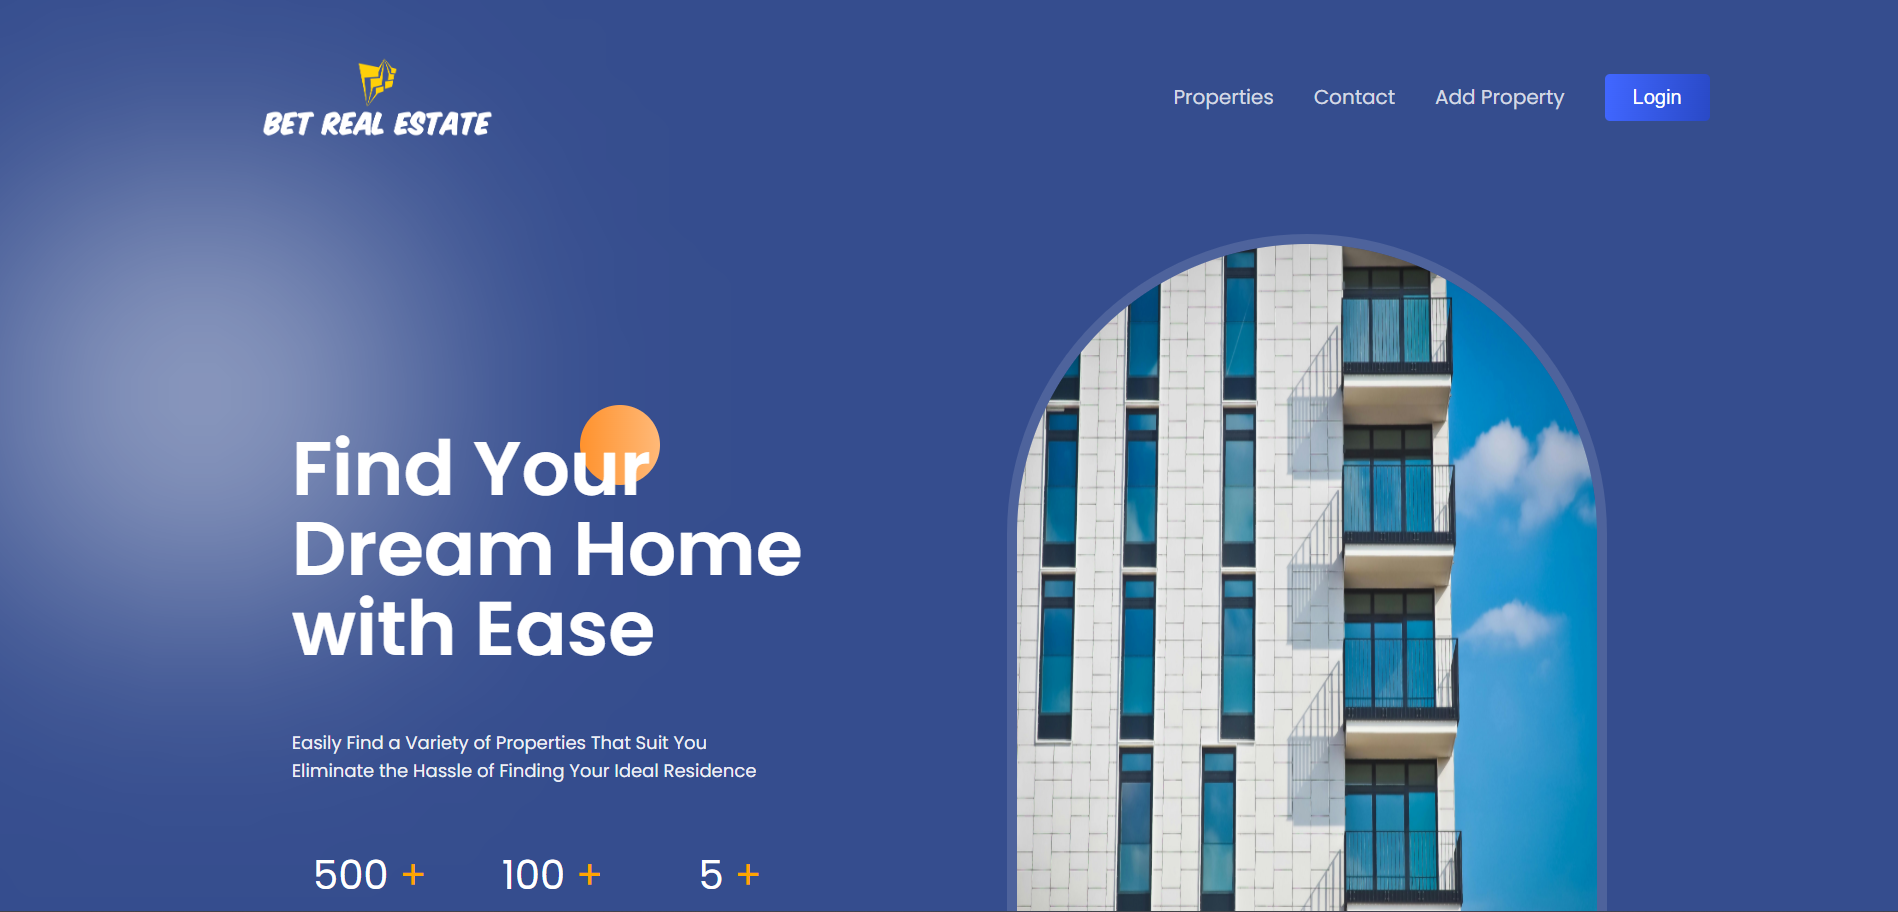 BET REAL ESTATE
Properties
Contact
Add Property
Login
Find Your
Dream Home
with Ease
Easily Find a Variety of Properties That Suit You
Eliminate the Hassle of Finding Your Ideal Residence
500 +
100 +
5 +